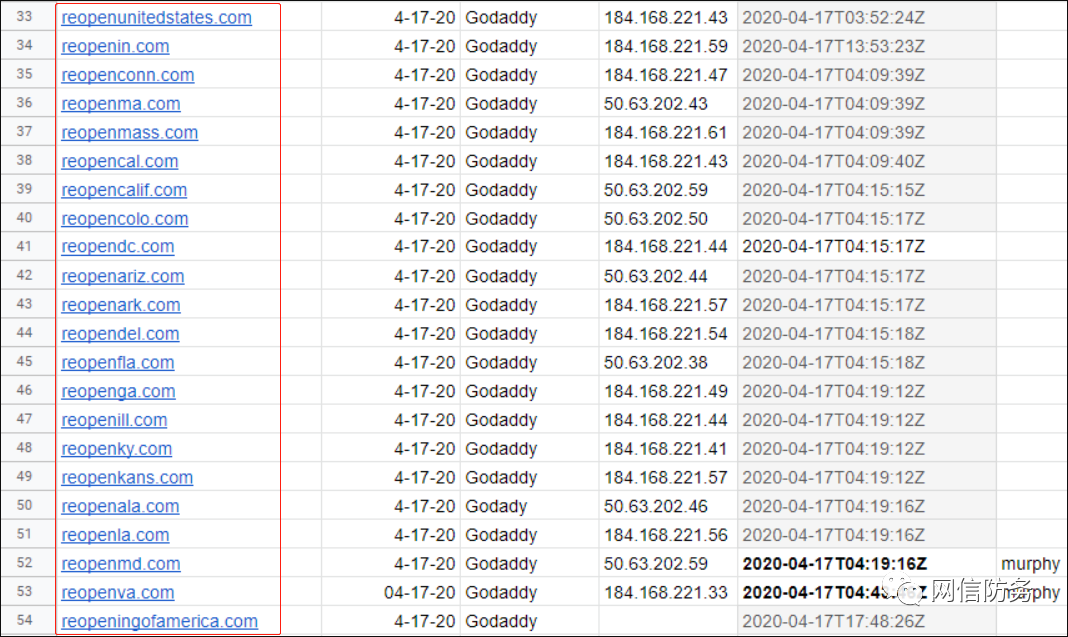 33 reopenunitedstates.com 4-17-20 Godaddy 184.168.221.43 2020-04-17T03:52:24Z
34 reopenin.com 4-17-20 Godaddy 184.168.221.59 2020-04-17T13:53:23Z
35 reopenconn.com 4-17-20 Godaddy 184.168.221.47 2020-04-17T04:09:39Z
36 reopenma.com 4-17-20 Godaddy 50.63.202.43 2020-04-17T04:09:39Z
37 reopenmass.com 4-17-20 Godaddy 184.168.221.61 2020-04-17T04:09:39Z
38 reopencal.com 4-17-20 Godaddy 184.168.221.43 2020-04-17T04:09:40Z
39 reopencalif.com 4-17-20 Godaddy 50.63.202.59 2020-04-17T04:15:15Z
40 reopencolo.com 4-17-20 Godaddy 50.63.202.50 2020-04-17T04:15:17Z
41 reopendc.com 4-17-20 Godaddy 184.168.221.44 2020-04-17T04:15:17Z
42 reopenariz.com 4-17-20 Godaddy 50.63.202.44 2020-04-17T04:15:17Z
43 reopenark.com 4-17-20 Godaddy 184.168.221.57 2020-04-17T04:15:17Z
44 reopendel.com 4-17-20 Godaddy 184.168.221.54 2020-04-17T04:15:18Z
45 reopenfla.com 4-17-20 Godaddy 50.63.202.38 2020-04-17T04:15:18Z
46 reopenga.com 4-17-20 Godaddy 184.168.221.49 2020-04-17T04:19:12Z
47 reopenill.com 4-17-20 Godaddy 184.168.221.44 2020-04-17T04:19:12Z
48 reopenky.com 4-17-20 Godaddy 184.168.221.41 2020-04-17T04:19:12Z
49 reopenkans.com 4-17-20 Godaddy 184.168.221.57 2020-04-17T04:19:12Z
50 reopenala.com 4-17-20 Godady 50.63.202.46 2020-04-17T04:19:16Z
51 reopenla.com 4-17-20 Godaddy 184.168.221.56 2020-04-17T04:19:16Z
52 reopenmd.com 4-17-20 Godaddy 50.63.202.59 2020-04-17T04:19:16Z murphy
53 reopenva.com 04-17-20 Godaddy 184.168.221.33 murphy
网信防务
54 reopeningofamerica.com 4-17-20 Godaddy 2020-04-17T17:48:26Z